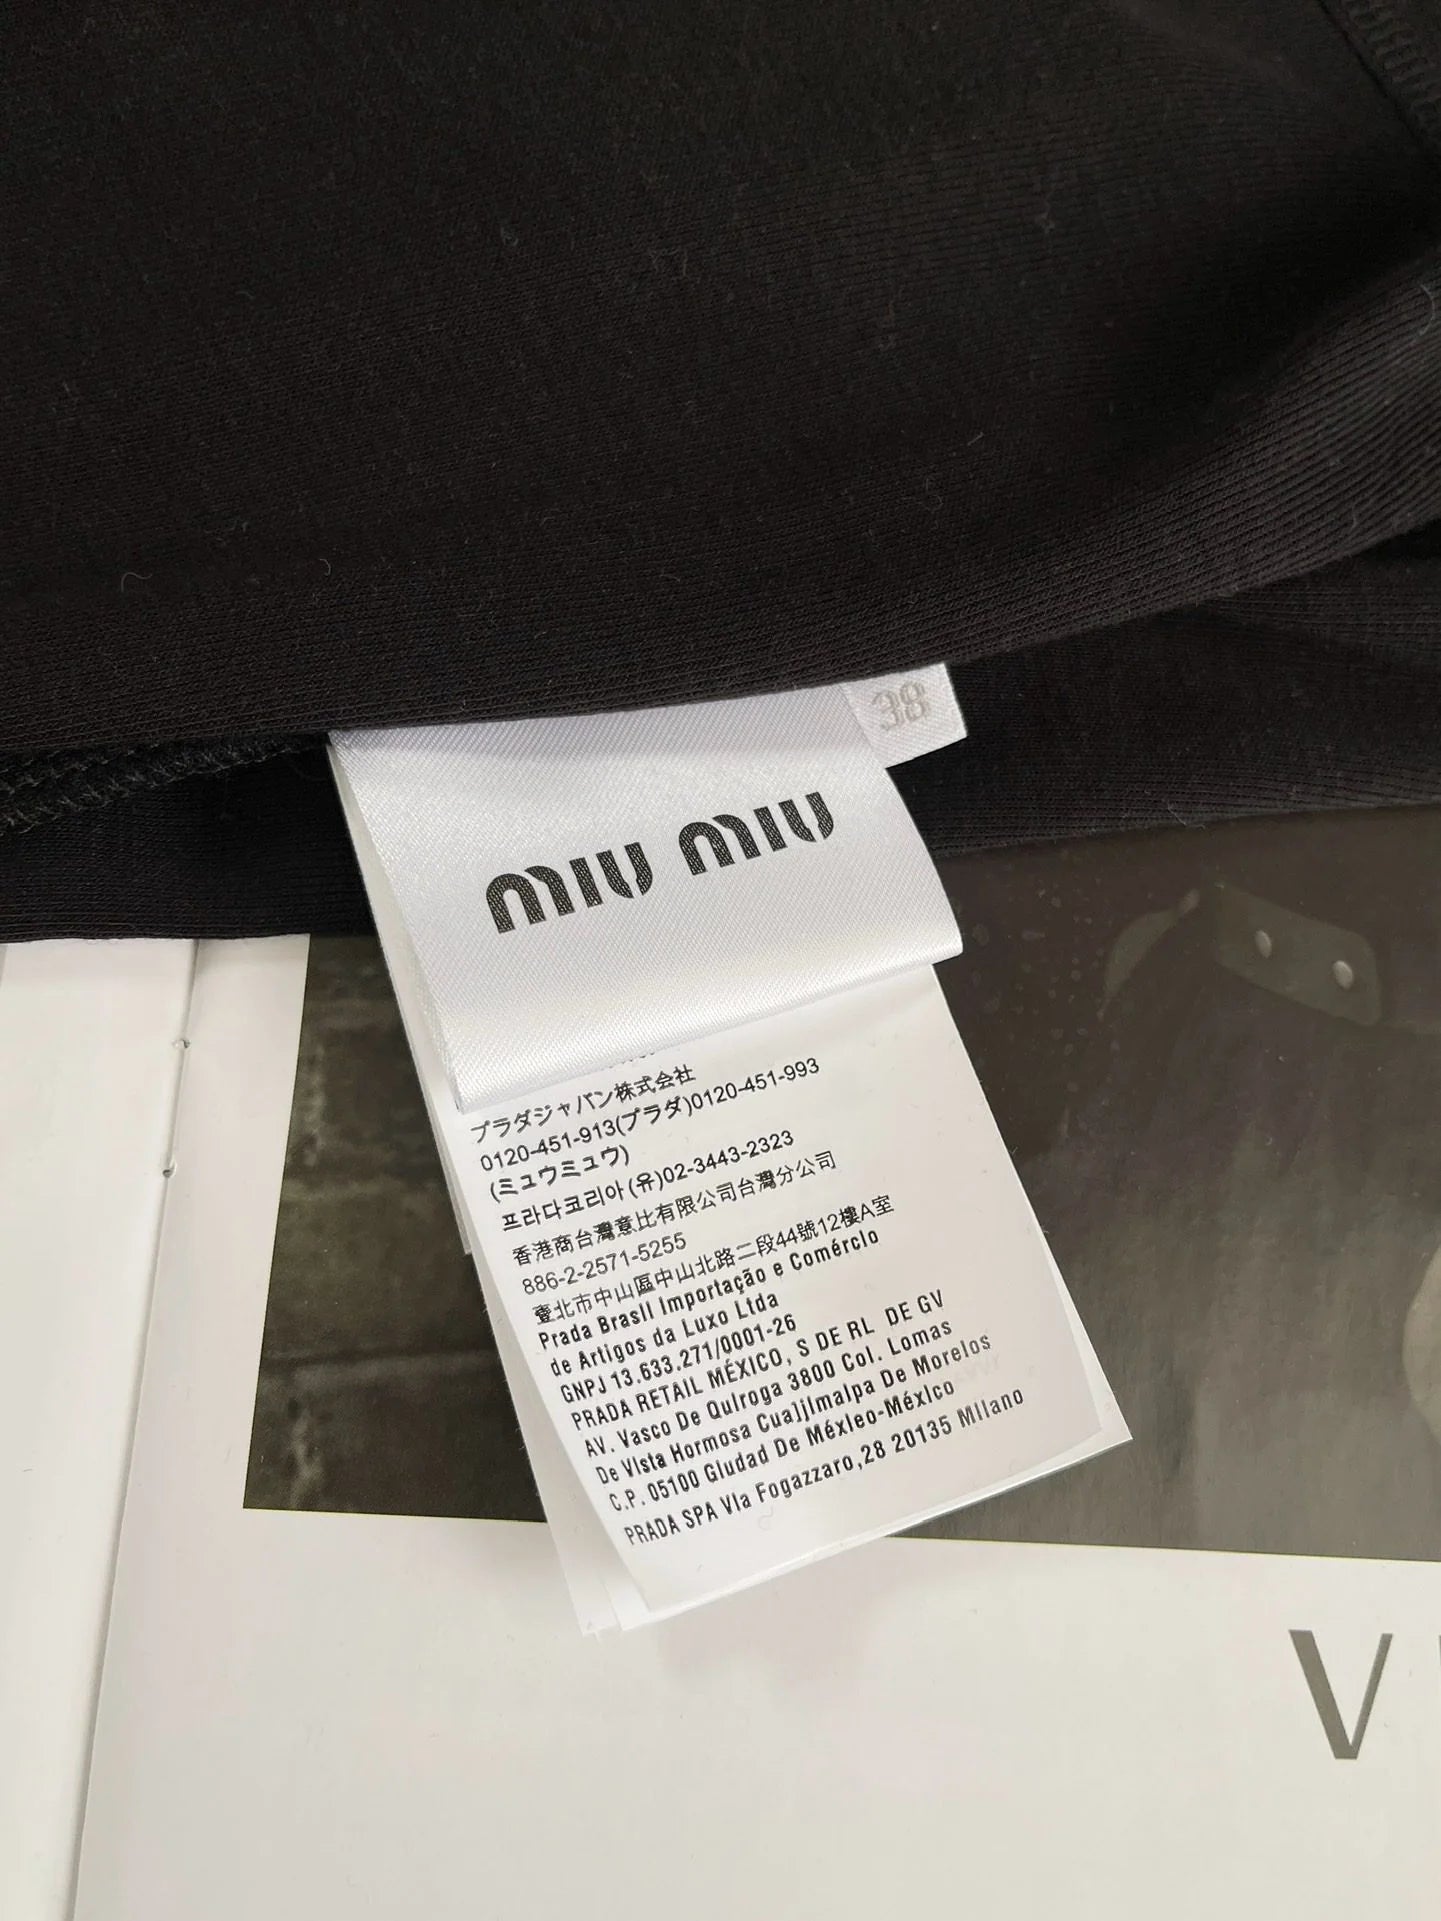 38
miu miu
プラダジャパン株式会社
0120-451-913(プラダ)0120-451-993
(ミュウミュウ)
프라다코리아(유)02-3443-2323
香港商台灣意比有限公司台灣分公司
886-2-2571-5255
臺北市中山區中山北路二段44號12樓A室
Prada BrasIl Importação e ComércIo
de ArtIgos da Luxo Ltda
GNPJ 13.633.271/0001-26
PRADA RETAIL MÉXICO, S DE RL DE GV
AV. Vasco De QuIroga 3800 Col. Lomas
De VIsta Hormosa Cua]jImalpa De Morelos
C.P. 05100 GIudad De Méxleo-MéxIco
PRADA SPA VIa Fogazzaro,28 20135 MIlano
V